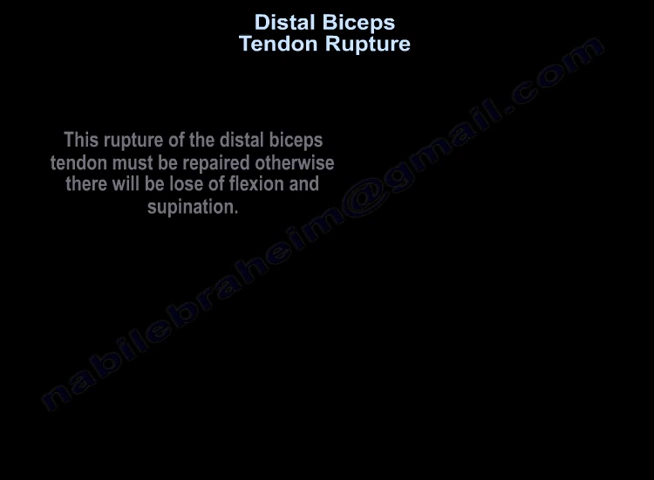 Distal Biceps
Tendon Rupture
This rupture of the distal biceps
tendon must be repaired otherwise
there will be lose of flexion and
supination.
nabilebraheim@gmail.com